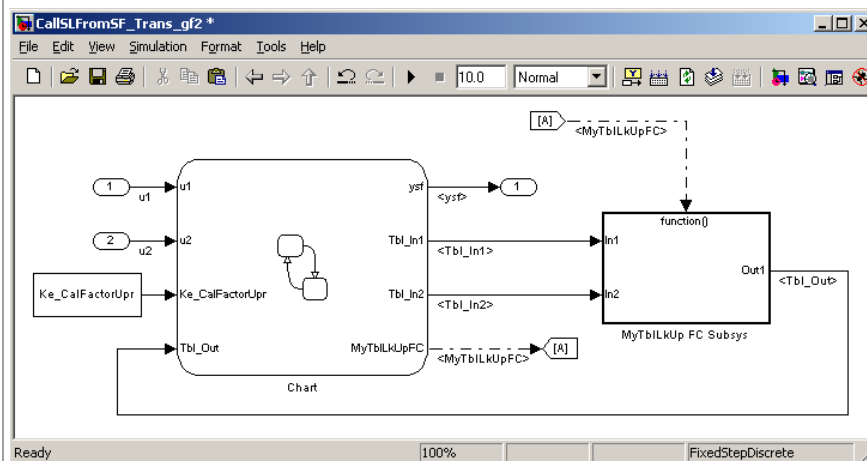 CallSLFromSF_Trans_gf2 *
File Edit View Simulation Format Tools Help
10.0 Normal
[A]
<MyTblLkUpFC>
1
u1
u1
ysf
<ysf>
1
function()
2
u2
u2
Tbl_In1
<Tbl_In1>
In1
Out1
<Tbl_Out>
Ke_CalFactorUpr
Ke_CalFactorUpr
Tbl_In2
<Tbl_In2>
In2
MyTblLkUp FC Subsys
Tbl_Out
MyTblLkUpFC
<MyTblLkUpFC>
[A]
Chart
Ready 100% FixedStepDiscrete